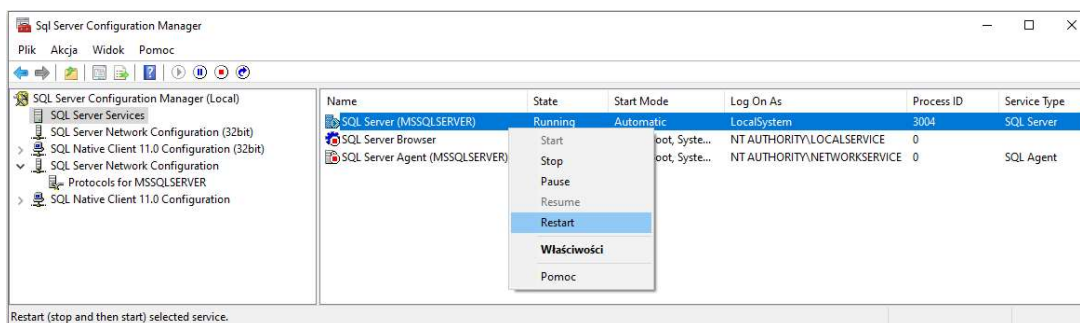 Sql Server Configuration Manager
Plik Akcja Widok Pomoc
SQL Server Configuration Manager (Local)
SQL Server Services
SQL Server Network Configuration (32bit)
SQL Native Client 11.0 Configuration (32bit)
SQL Server Network Configuration
Protocols for MSSQLSERVER
SQL Native Client 11.0 Configuration
Name State Start Mode Log On As Process ID Service Type
SQL Server (MSSQLSERVER) Running Automatic LocalSystem 3004 SQL Server
SQL Server Browser oot, Syste... NT AUTHORITY\LOCALSERVICE 0
SQL Server Agent (MSSQLSERVER) oot, Syste... NT AUTHORITY\NETWORKSERVICE 0 SQL Agent
Start
Stop
Pause
Resume
Restart
Właściwości
Pomoc
Restart (stop and then start) selected service.